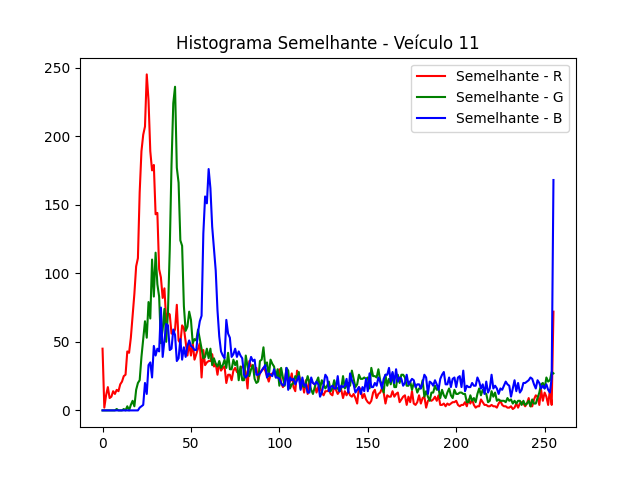 Histograma Semelhante - Veículo 11
Semelhante - R
Semelhante - G
Semelhante - B
250
200
150
100
50
0
0 50 100 150 200 250